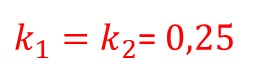 k₁ = k₂= 0,25